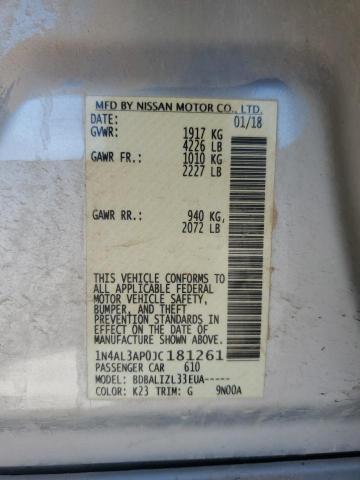 MFD BY NISSAN MOTOR CO., LTD.
DATE: 01/18
GVWR: 1917 KG
4226 LB
GAWR FR.: 1010 KG
2227 LB
GAWR RR.: 940 KG,
2072 LB
THIS VEHICLE CONFORMS TO
ALL APPLICABLE FEDERAL
MOTOR VEHICLE SAFETY,
BUMPER, AND THEFT
PREVENTION STANDARDS IN
EFFECT ON THE DATE OF
MANUFACTURE SHOWN ABOVE.
1N4AL3AP0JC181261
PASSENGER CAR 610
MODEL: BDBALIZL33EUA-----
COLOR: K23 TRIM: G 9N00A